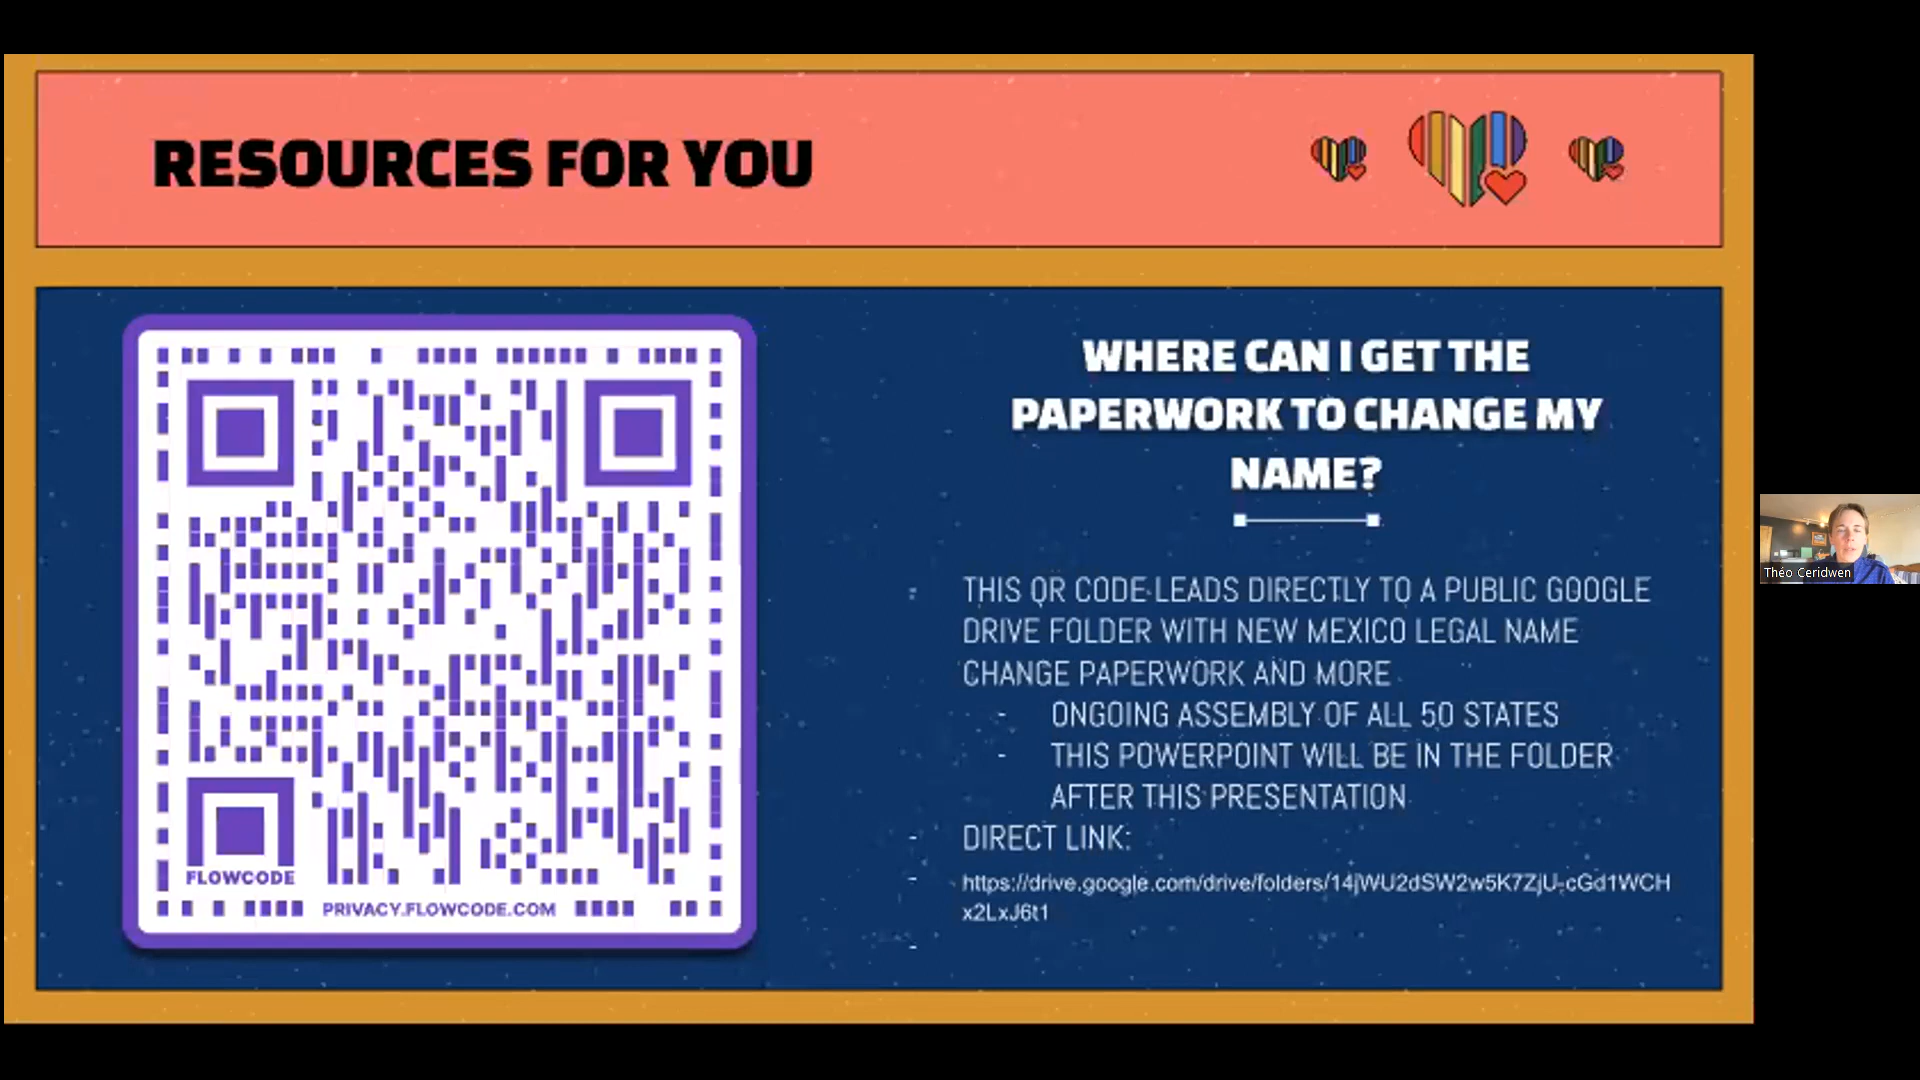 RESOURCES FOR YOU
WHERE CAN I GET THE
PAPERWORK TO CHANGE MY
NAME?
- THIS QR CODE LEADS DIRECTLY TO A PUBLIC GOOGLE
DRIVE FOLDER WITH NEW MEXICO LEGAL NAME
CHANGE PAPERWORK AND MORE
- ONGOING ASSEMBLY OF ALL 50 STATES
- THIS POWERPOINT WILL BE IN THE FOLDER
AFTER THIS PRESENTATION
- DIRECT LINK:
- https://drive.google.com/drive/folders/14jWU2dSW2w5K7ZjU-cGd1WCH
x2LxJ6t1
-
FLOWCODE
PRIVACY.FLOWCODE.COM
Théo Ceridwen